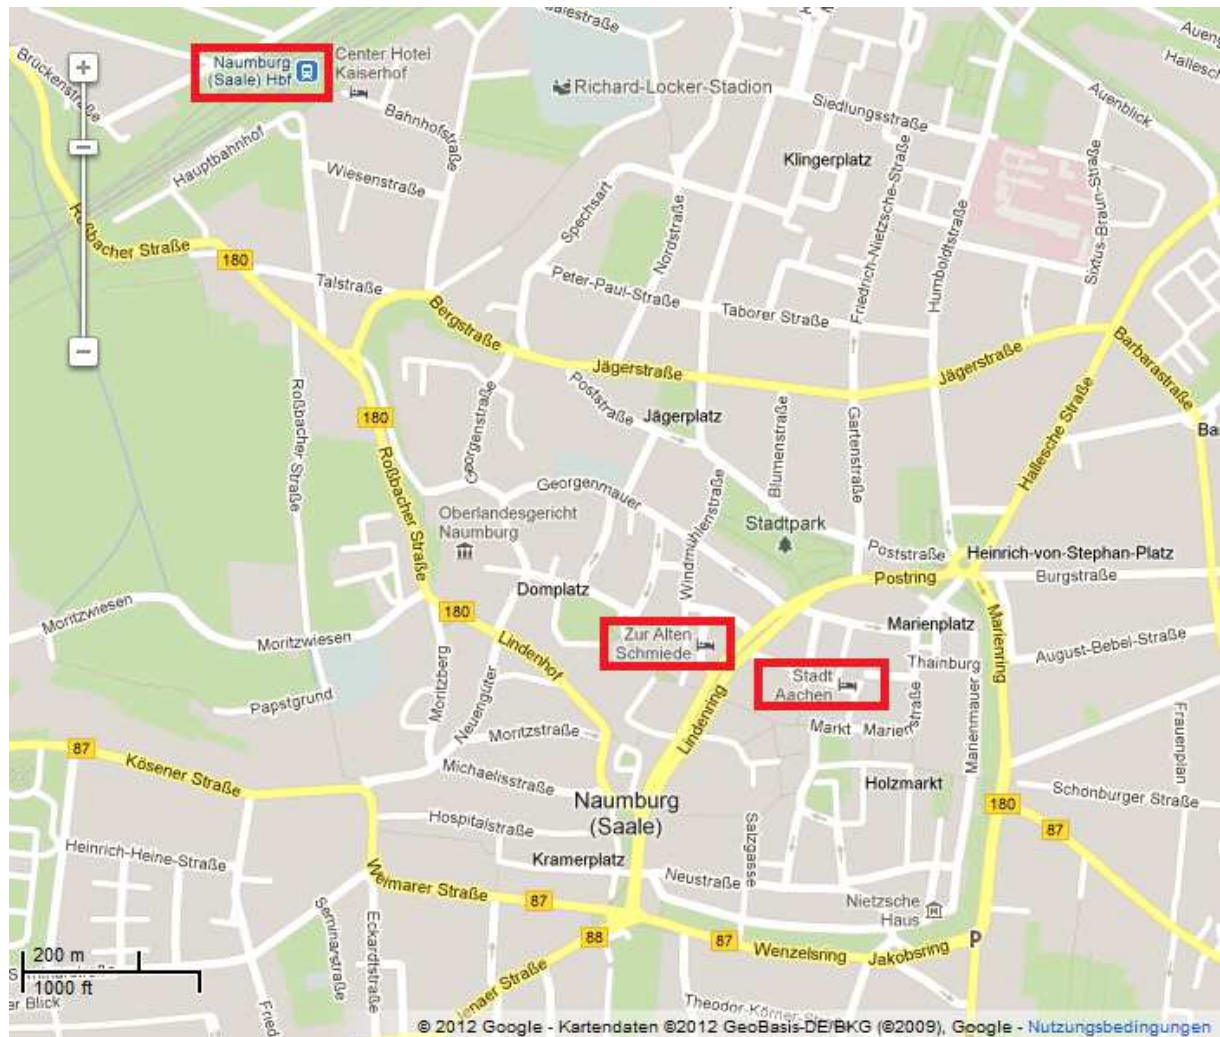 Auenblick
Hallesch
Brückenstraße
Naumburg
(Saale) Hbf
Center Hotel
Kaiserhof
Richard-Locker-Stadion
Siedlungsstraße
Bahnhofstraße
Hauptbahnhof
Klingerplatz
Wiesenstraße
Spechsart
Nordstraße
Friedrich-Nietzsche-Straße
Humboldtstraße
Sixtus-Braun-Straße
Roßbacher Straße
180
Talstraße
Peter-Paul-Straße
Taborer Straße
Bergstraße
Jägerstraße
Jägerstraße
Barbarastraße
Roßbacher Straße
180
Poststraße
Jägerplatz
Blumenstraße
Gartenstraße
Hallesche Straße
Ba
Georgenstraße
Roßbacher Straße
Georgenmauer
Windmühlenstraße
Oberlandesgericht
Naumburg
Stadtpark
Poststraße
Heinrich-von-Stephan-Platz
Domplatz
Postring
Burgstraße
Moritzwiesen
180
Marienplatz
Marienring
Zur Alten
Schmiede
Moritzwiesen
Lindenhof
Thainburg
August-Bebel-Straße
Stadt
Aachen
Papstgrund
Moritzberg
Neuengüter
Lindenring
Marienmauer
Frauenplan
Moritzstraße
Markt
Marienstraße
87
Kösener Straße
Michaelisstraße
Holzmarkt
Naumburg
(Saale)
180
Schönburger Straße
Hospitalstraße
Salzgasse
87
Heinrich-Heine-Straße
Kramerplatz
Neustraße
Weimarer Straße
87
Nietzsche
Haus
Seminarstraße
Eckardtstraße
88
87
Wenzelsring
Jakobsring
P
200 m
1000 ft
er Blick
Jenaer Straße
Fried
Theodor-Körner-Straße
© 2012 Google - Kartendaten ©2012 GeoBasis-DE/BKG (©2009), Google - Nutzungsbedingungen